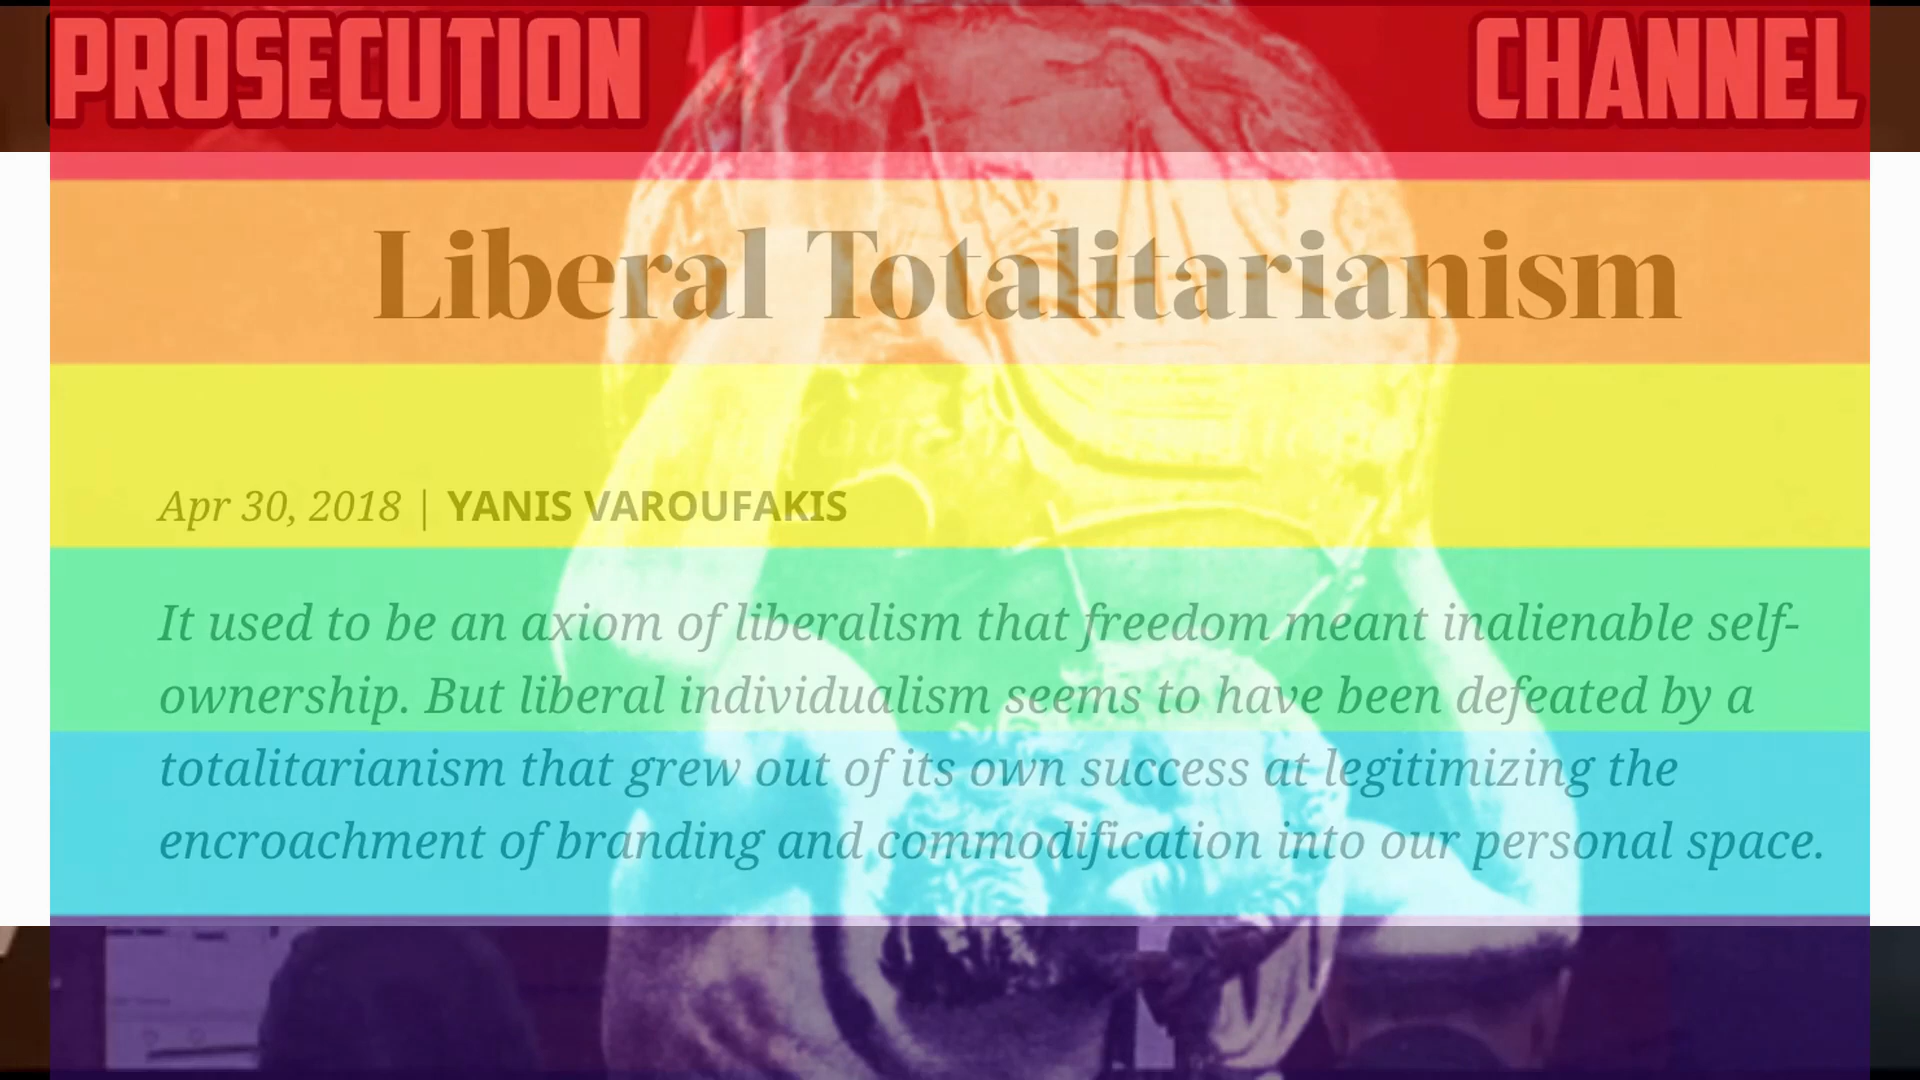 PROSECUTION CHANNEL
Liberal Totalitarianism
Apr 30, 2018 | YANIS VAROUFAKIS
It used to be an axiom of liberalism that freedom meant inalienable self-
ownership. But liberal individualism seems to have been defeated by a
totalitarianism that grew out of its own success at legitimizing the
encroachment of branding and commodification into our personal space.